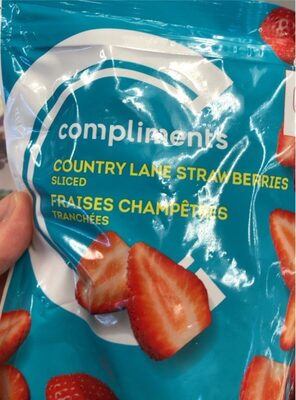 compliments
COUNTRY LANE STRAWBERRIES
SLICED
FRAISES CHAMPÊTRES
TRANCHÉES